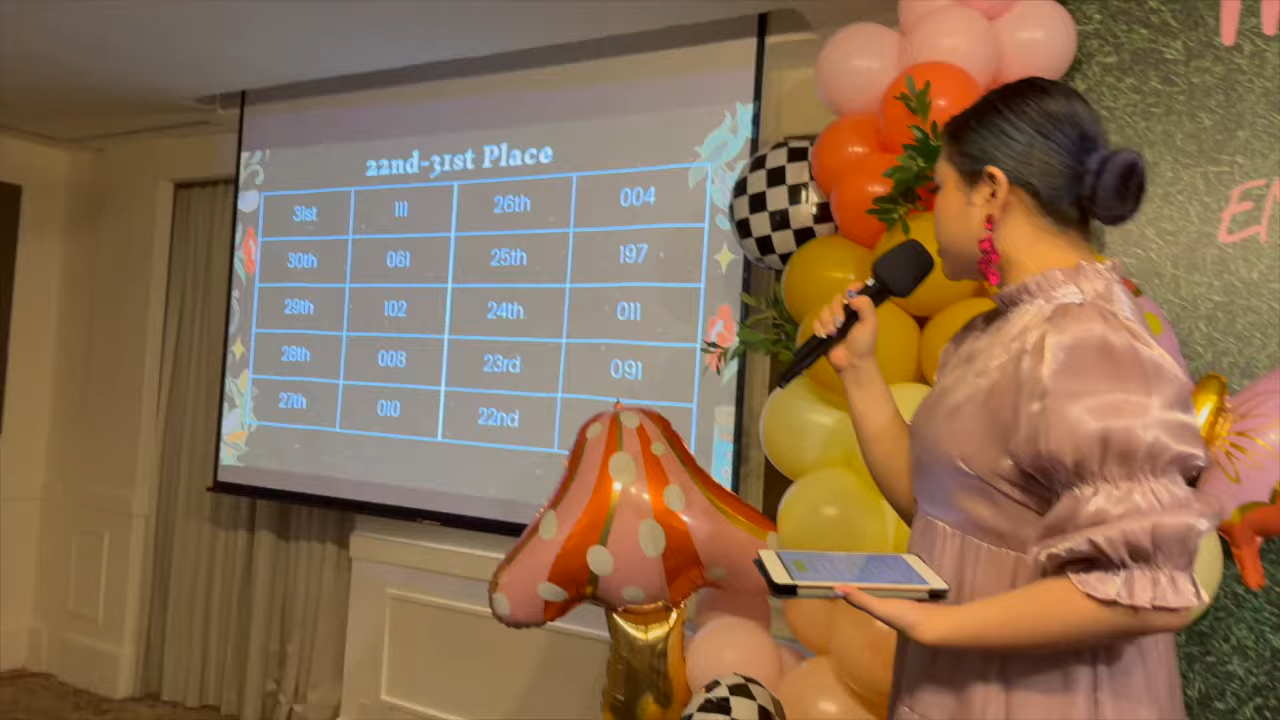 22nd-31st Place
31st 111 26th 004
30th 061 25th 197
29th 102 24th 011
28th 008 23rd 091
27th 010 22nd